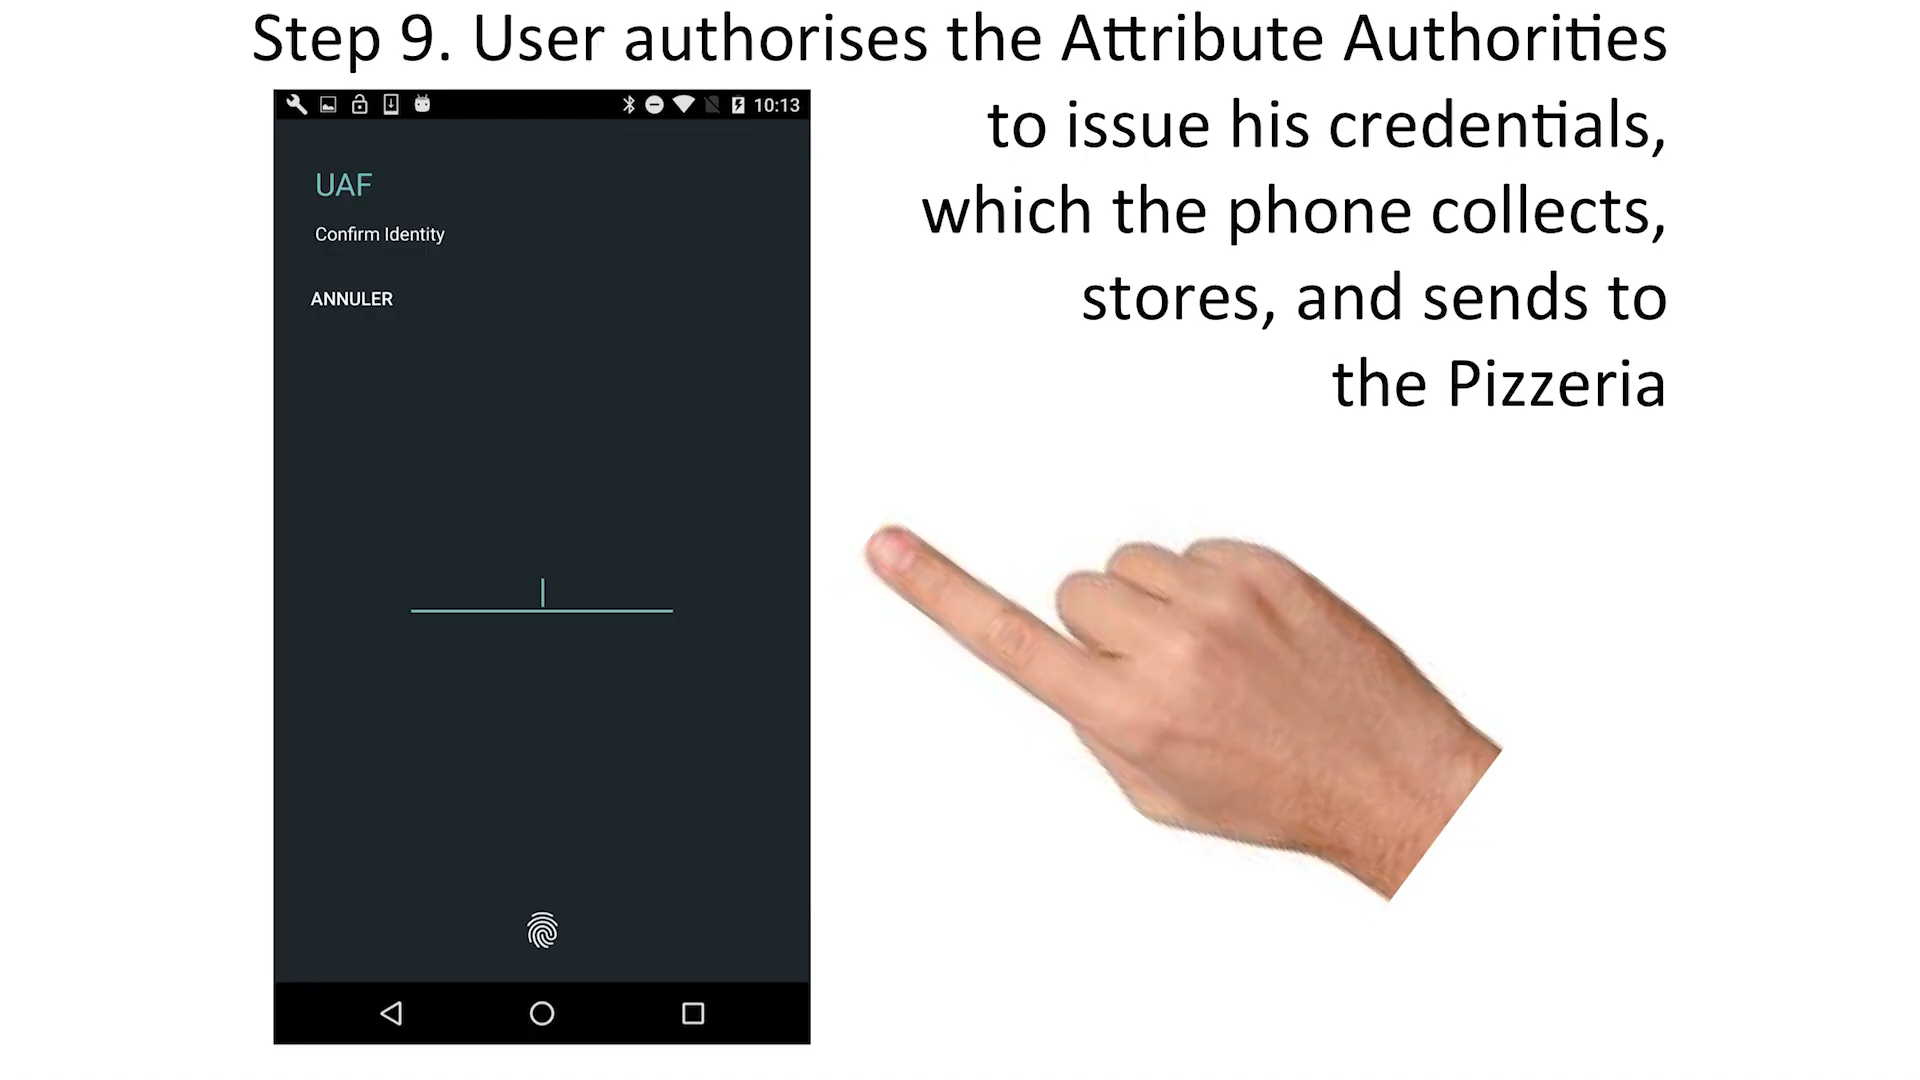 Step 9. User authorises the Attribute Authorities
to issue his credentials,
which the phone collects,
stores, and sends to
the Pizzeria
10:13
UAF
Confirm Identity
ANNULER